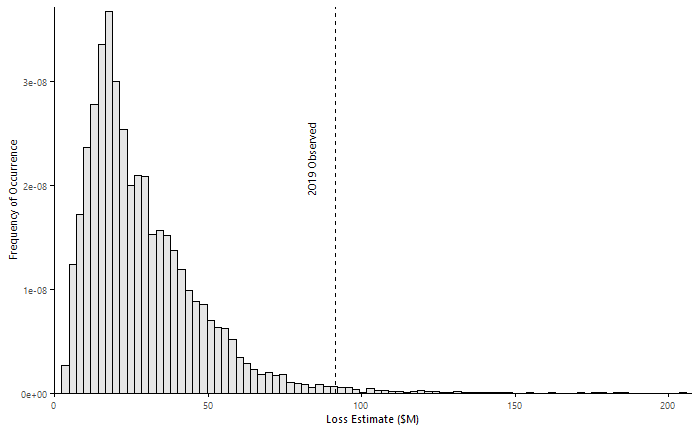 3e-08
2e-08
1e-08
0e+00
Frequency of Occurrence
2019 Observed
0
50
100
150
200
Loss Estimate ($M)